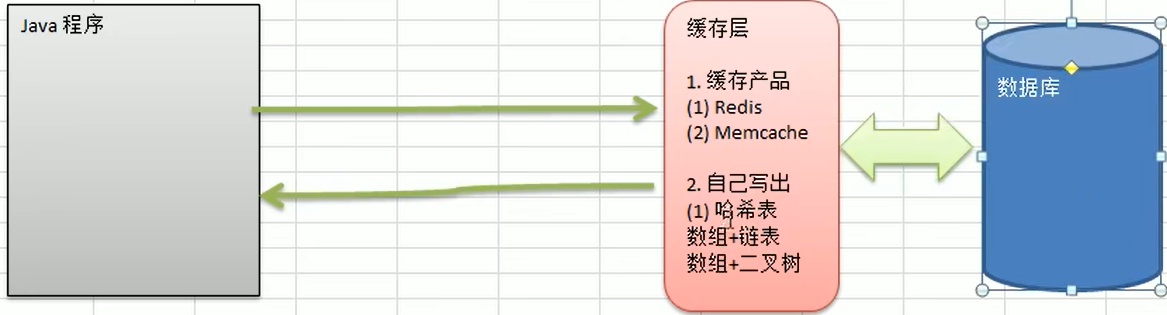 Java 程序
缓存层
1. 缓存产品
(1) Redis
(2) Memcache
2. 自己写出
(1) 哈希表
数组+链表
数组+二叉树
数据库